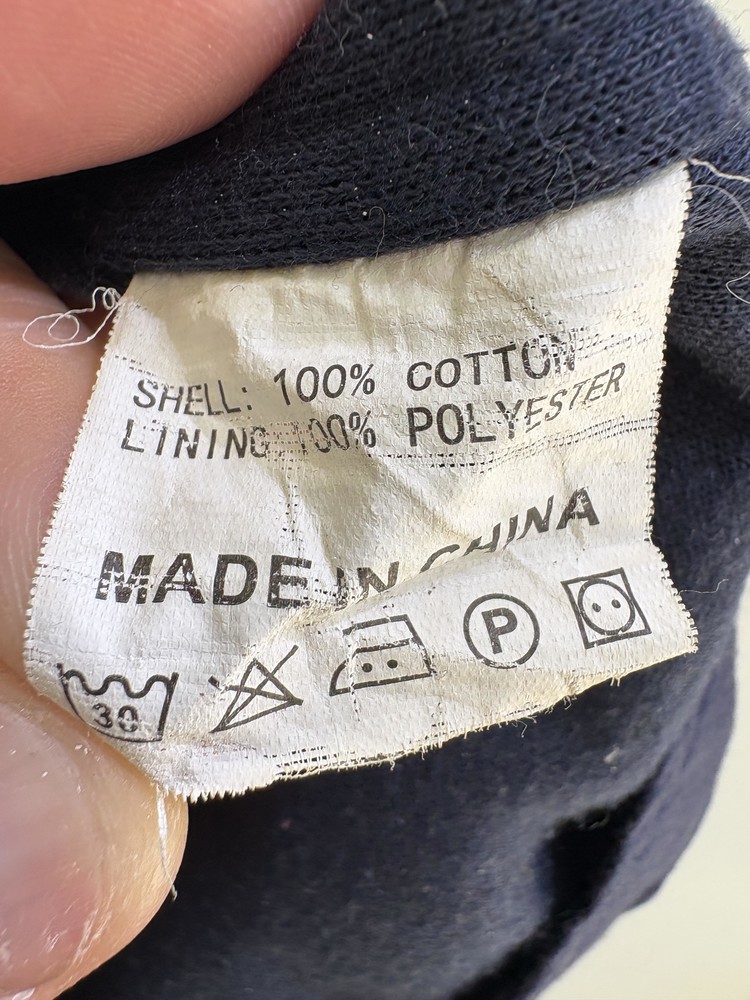 SHELL: 100% COTTON
LINING 100% POLYESTER
MADE IN CHINA
30
P